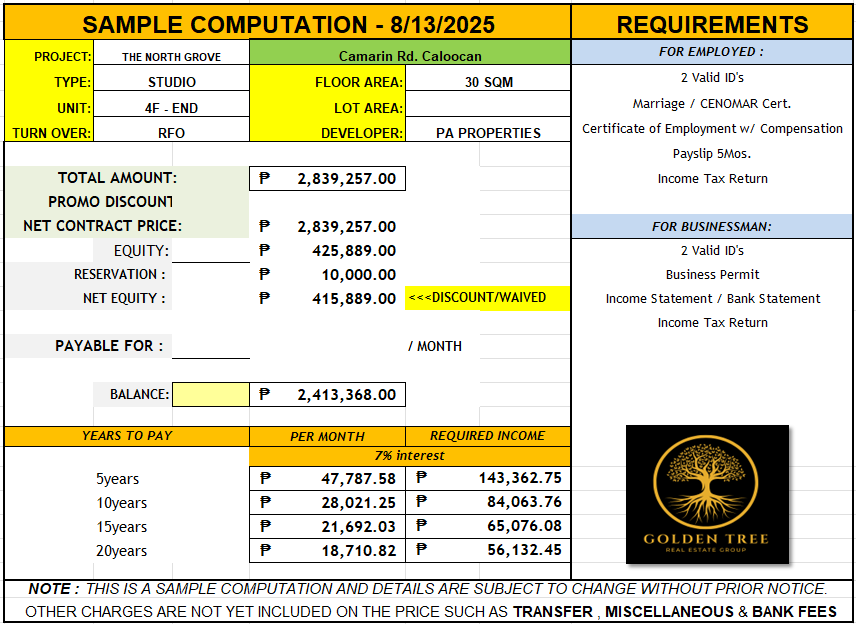 SAMPLE COMPUTATION - 8/13/2025
PROJECT: THE NORTH GROVE Camarin Rd. Caloocan
TYPE: STUDIO FLOOR AREA: 30 SQM
UNIT: 4F - END LOT AREA:
TURN OVER: RFO DEVELOPER: PA PROPERTIES
TOTAL AMOUNT: ₱ 2,839,257.00
PROMO DISCOUNT
NET CONTRACT PRICE: ₱ 2,839,257.00
EQUITY: ₱ 425,889.00
RESERVATION : ₱ 10,000.00
NET EQUITY : ₱ 415,889.00 <<<DISCOUNT/WAIVED
PAYABLE FOR : / MONTH
BALANCE: ₱ 2,413,368.00
YEARS TO PAY PER MONTH REQUIRED INCOME
7% interest
5years ₱ 47,787.58 ₱ 143,362.75
10years ₱ 28,021.25 ₱ 84,063.76
15years ₱ 21,692.03 ₱ 65,076.08
20years ₱ 18,710.82 ₱ 56,132.45
REQUIREMENTS
FOR EMPLOYED :
2 Valid ID's
Marriage / CENOMAR Cert.
Certificate of Employment w/ Compensation
Payslip 5Mos.
Income Tax Return
FOR BUSINESSMAN:
2 Valid ID's
Business Permit
Income Statement / Bank Statement
Income Tax Return
GOLDEN TREE
REAL ESTATE GROUP
NOTE : THIS IS A SAMPLE COMPUTATION AND DETAILS ARE SUBJECT TO CHANGE WITHOUT PRIOR NOTICE.
OTHER CHARGES ARE NOT YET INCLUDED ON THE PRICE SUCH AS TRANSFER , MISCELLANEOUS & BANK FEES